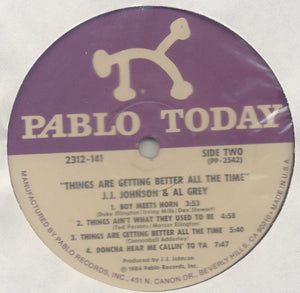 PABLO TODAY
2312-141
SIDE TWO
(PP-2542)
"THINGS ARE GETTING BETTER ALL THE TIME"
J.J. JOHNSON & AL GREY
1. BOY MEETS HORN 3:53
(Duke Ellington/Irving Mills/Rex Stewart)
2. THINGS AIN'T WHAT THEY USED TO BE 4:58
(Ted Persons/Mercer Ellington)
3. THINGS ARE GETTING BETTER ALL THE TIME 5:40
(Cannonball Adderley)
4. DONCHA HEAR ME CALLIN' TO YA 7:47
Produced by J.J. Johnson
© 1984 Pablo Records, Inc.
MANUFACTURED BY PABLO RECORDS, INC., 451 N. CANON DR., BEVERLY HILLS, CA 90210 • MADE IN U.S.A.